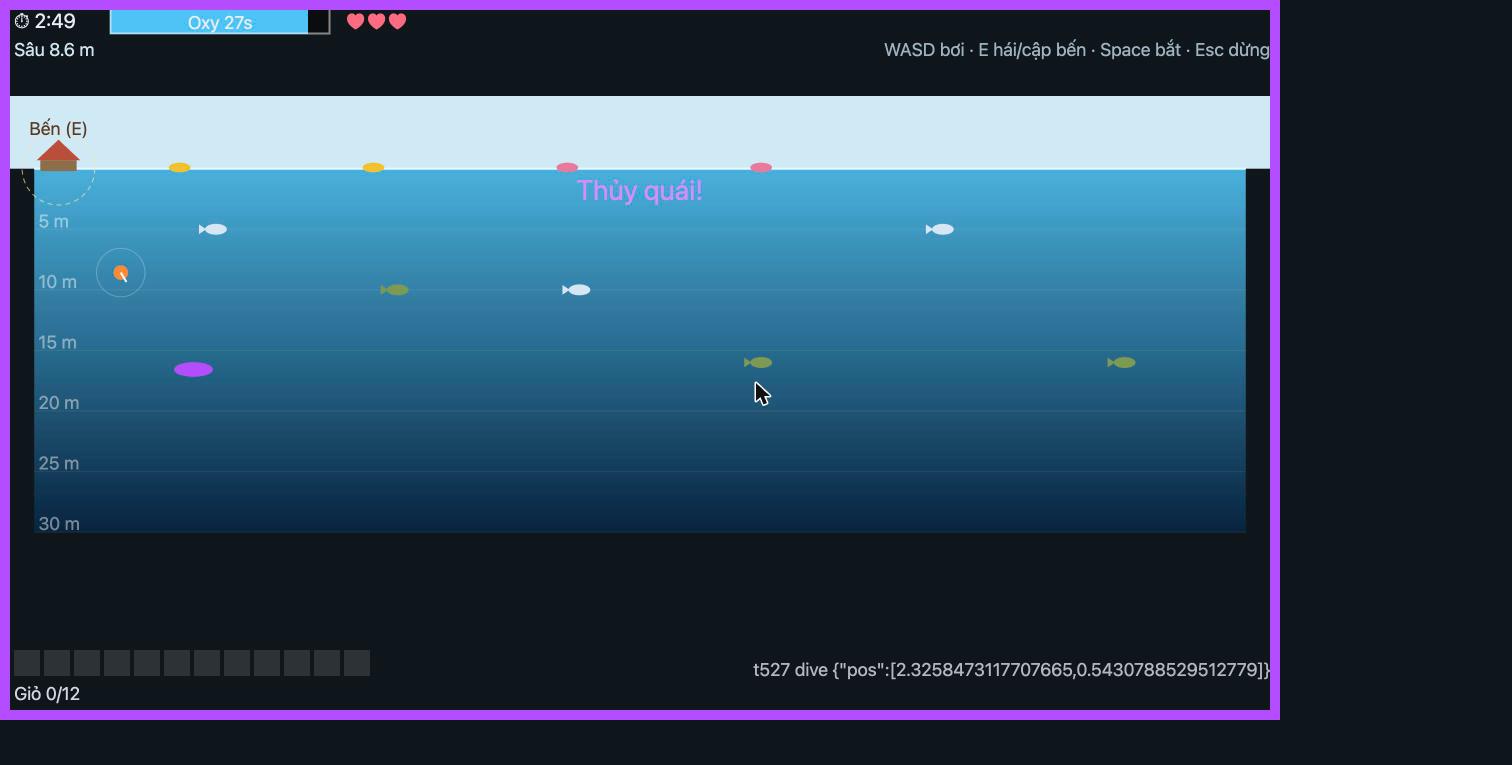 2:49
Oxy 27s
Sâu 8.6 m
WASD bơi · E hái/cập bến · Space bắt · Esc dừng
Bến (E)
Thủy quái!
5 m
10 m
15 m
20 m
25 m
30 m
t527 dive {"pos":[2.3258473117707665,0.5430788529512779]}
Giỏ 0/12